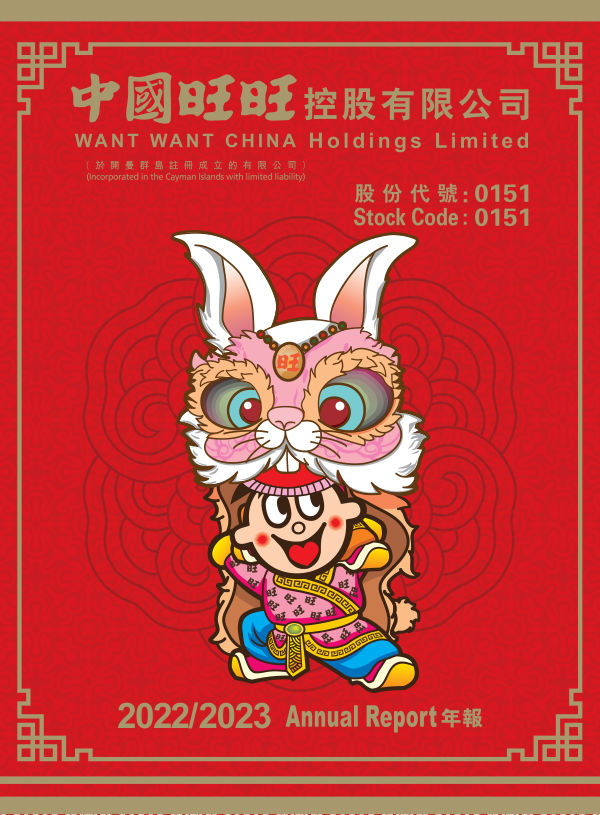 中國旺旺控股有限公司
WANT WANT CHINA Holdings Limited
(於開曼群島註冊成立的有限公司)
(Incorporated in the Cayman Islands with limited liability)
股份代號：0151
Stock Code : 0151
旺
2022/2023 Annual Report 年報